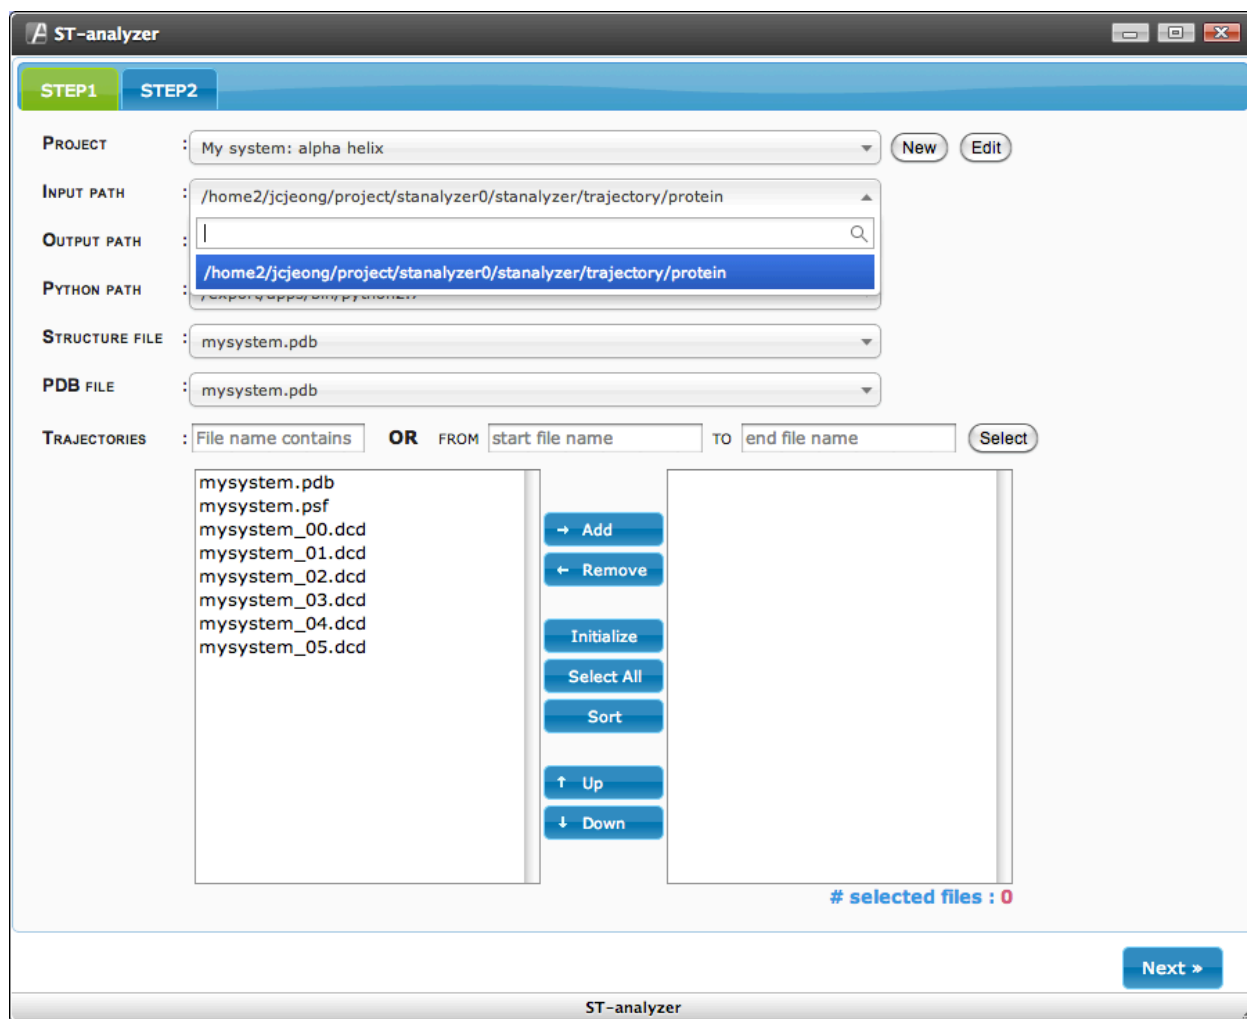 ST-analyzer
STEP1 STEP2
PROJECT : My system: alpha helix New Edit
INPUT PATH : /home2/jcjeong/project/stanalyzer0/stanalyzer/trajectory/protein
OUTPUT PATH :
/home2/jcjeong/project/stanalyzer0/stanalyzer/trajectory/protein
PYTHON PATH :
STRUCTURE FILE : mysystem.pdb
PDB FILE : mysystem.pdb
TRAJECTORIES : File name contains OR FROM start file name TO end file name Select
mysystem.pdb
mysystem.psf
mysystem_00.dcd
mysystem_01.dcd
mysystem_02.dcd
mysystem_03.dcd
mysystem_04.dcd
mysystem_05.dcd
→ Add
← Remove
Initialize
Select All
Sort
↑ Up
↓ Down
# selected files : 0
Next »
ST-analyzer